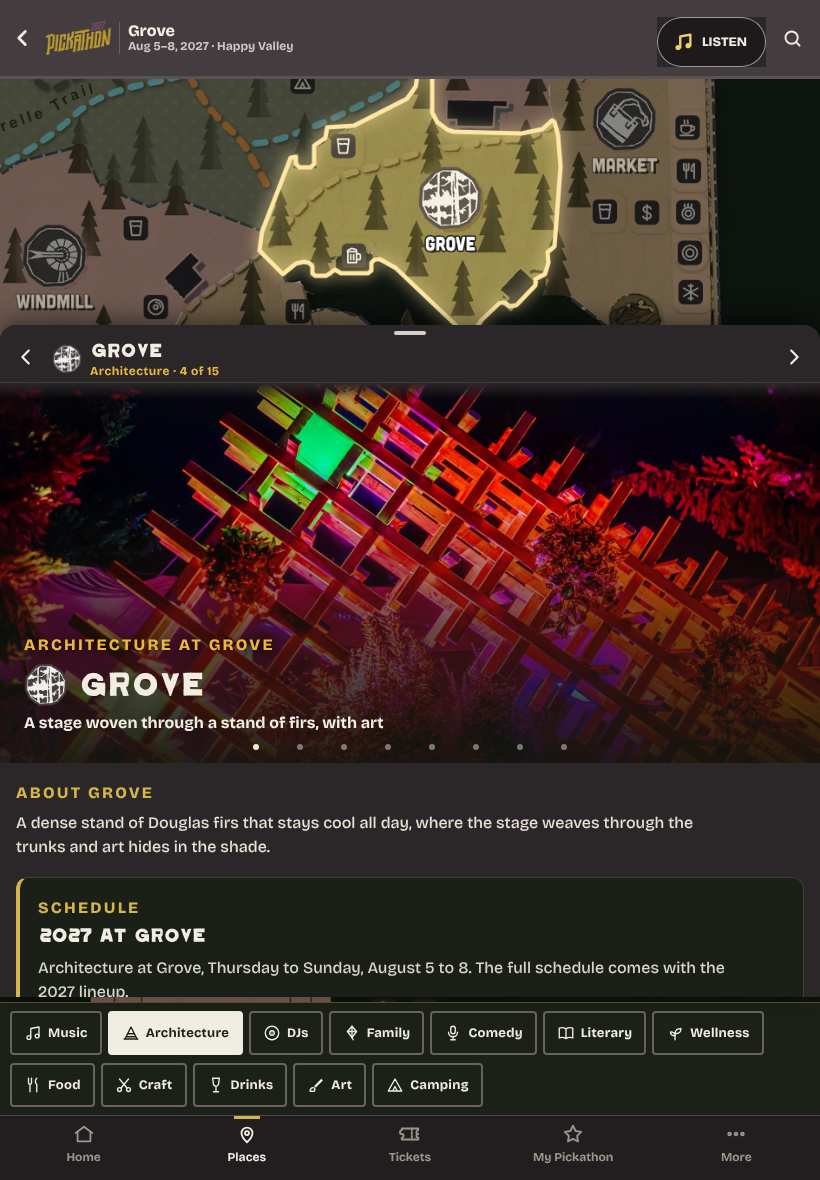 PICKATHON
Grove
Aug 5–8, 2027 · Happy Valley
LISTEN
relle Trail
MARKET
GROVE
WINDMILL
GROVE
Architecture · 4 of 15
ARCHITECTURE AT GROVE
GROVE
A stage woven through a stand of firs, with art
ABOUT GROVE
A dense stand of Douglas firs that stays cool all day, where the stage weaves through the
trunks and art hides in the shade.
SCHEDULE
2027 AT GROVE
Architecture at Grove, Thursday to Sunday, August 5 to 8. The full schedule comes with the
2027 lineup.
Music
Architecture
DJs
Family
Comedy
Literary
Wellness
Food
Craft
Drinks
Art
Camping
Home
Places
Tickets
My Pickathon
More